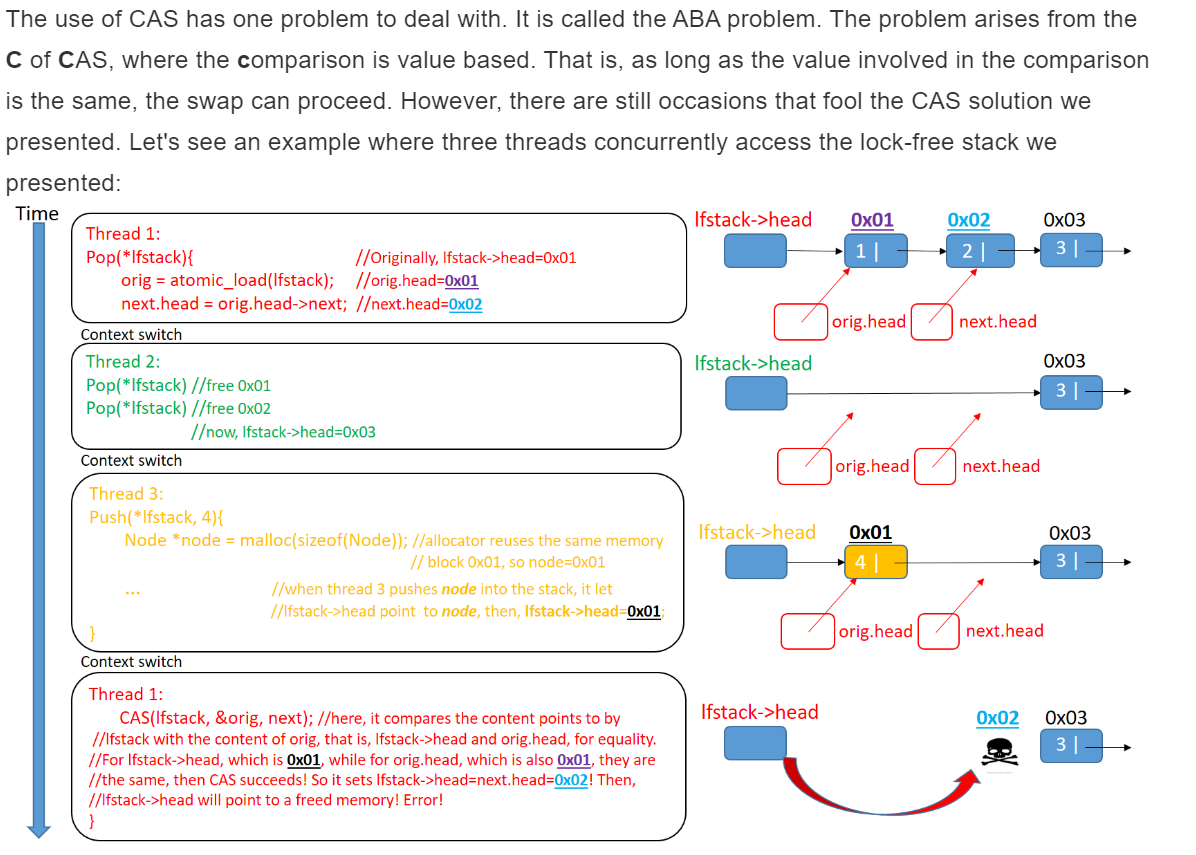 The use of CAS has one problem to deal with. It is called the ABA problem. The problem arises from the
C of CAS, where the comparison is value based. That is, as long as the value involved in the comparison
is the same, the swap can proceed. However, there are still occasions that fool the CAS solution we
presented. Let's see an example where three threads concurrently access the lock-free stack we
presented:
Time
Thread 1:
Pop(*lfstack){ //Originally, lfstack->head=0x01
orig = atomic_load(lfstack); //orig.head=0x01
next.head = orig.head->next; //next.head=0x02
lfstack->head 0x01 0x02 0x03
1 | 2 | 3 |
orig.head next.head
Context switch
Thread 2:
Pop(*lfstack) //free 0x01
Pop(*lfstack) //free 0x02
//now, lfstack->head=0x03
lfstack->head 0x03
3 |
orig.head next.head
Context switch
Thread 3:
Push(*lfstack, 4){
Node *node = malloc(sizeof(Node)); //allocator reuses the same memory
// block 0x01, so node=0x01
... //when thread 3 pushes node into the stack, it let
//lfstack->head point to node, then, lfstack->head=0x01;
}
lfstack->head 0x01 0x03
4 | 3 |
orig.head next.head
Context switch
Thread 1:
CAS(lfstack, &orig, next); //here, it compares the content points to by
//lfstack with the content of orig, that is, lfstack->head and orig.head, for equality.
//For lfstack->head, which is 0x01, while for orig.head, which is also 0x01, they are
//the same, then CAS succeeds! So it sets lfstack->head=next.head=0x02! Then,
//lfstack->head will point to a freed memory! Error!
}
lfstack->head 0x02 0x03
3 |